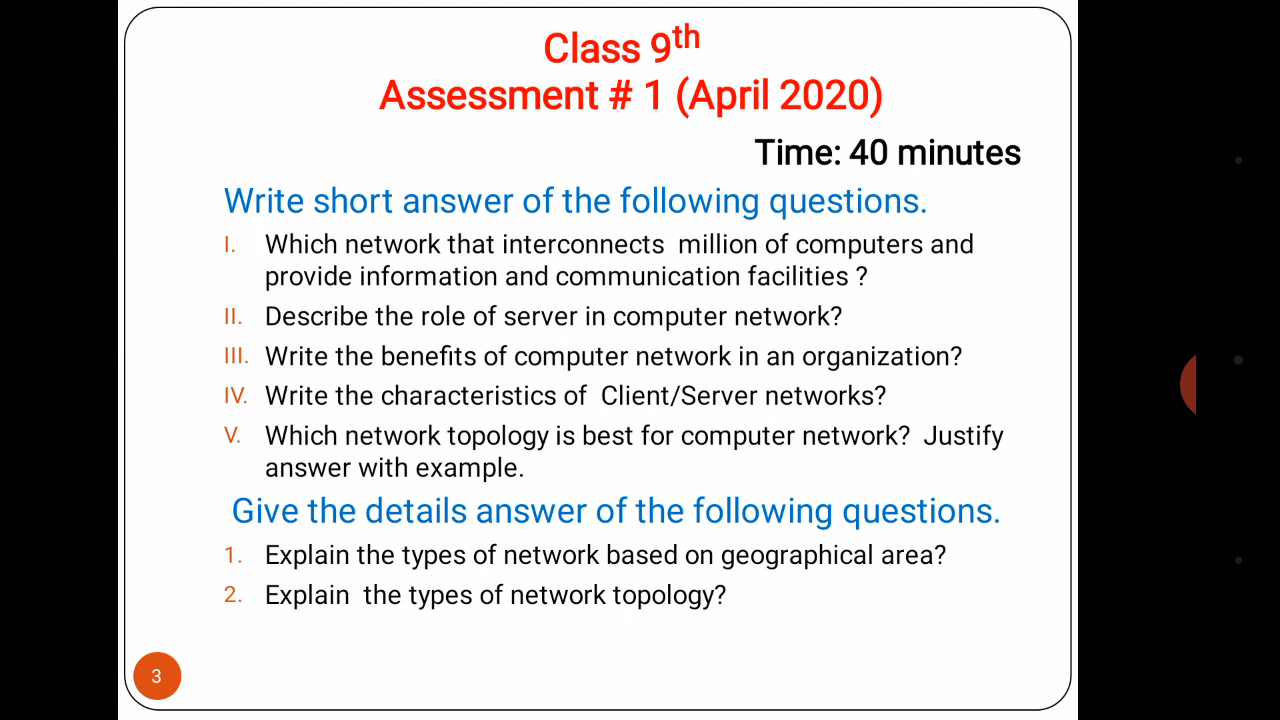 Class 9th
Assessment # 1 (April 2020)
Time: 40 minutes
Write short answer of the following questions.
I. Which network that interconnects  million of computers and
provide information and communication facilities ?
II. Describe the role of server in computer network?
III. Write the benefits of computer network in an organization?
IV. Write the characteristics of  Client/Server networks?
V. Which network topology is best for computer network?  Justify
answer with example.
Give the details answer of the following questions.
1. Explain the types of network based on geographical area?
2. Explain  the types of network topology?
3